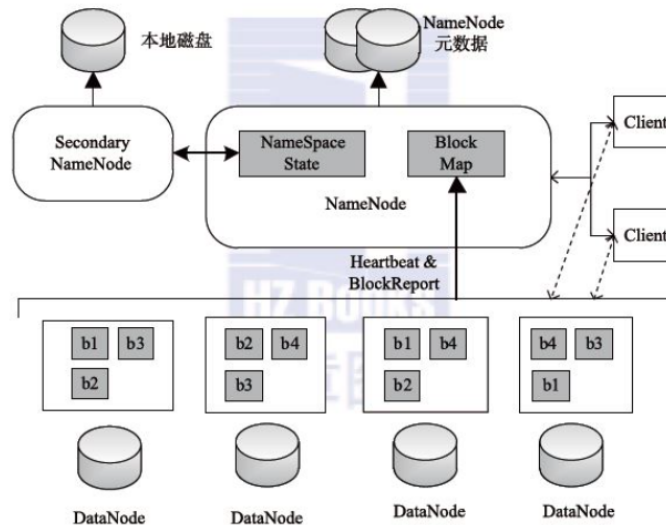 本地磁盘
NameNode
元数据
Secondary
NameNode
NameSpace
State
Block
Map
NameNode
Client
Client
Heartbeat &
BlockReport
HZ BOOKS
b1 b3
b2
b2 b4
b3
b1 b4
b2
b4 b3
b1
DataNode
DataNode
DataNode
DataNode